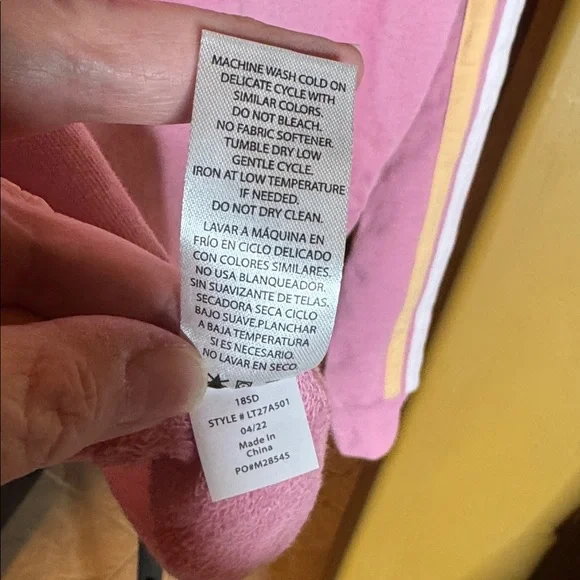 MACHINE WASH COLD ON
DELICATE CYCLE WITH
SIMILAR COLORS.
DO NOT BLEACH.
NO FABRIC SOFTENER.
TUMBLE DRY LOW
GENTLE CYCLE.
IRON AT LOW TEMPERATURE
IF NEEDED.
DO NOT DRY CLEAN.
LAVAR A MÁQUINA EN
FRÍO EN CICLO DELICADO
CON COLORES SIMILARES.
NO USA BLANQUEADOR.
SIN SUAVIZANTE DE TELAS.
SECADORA SECA CICLO
BAJO SUAVE.PLANCHAR
A BAJA TEMPERATURA
SI ES NECESARIO.
NO LAVAR EN SECO.
18SD
STYLE # LT27A501
04/22
Made In
China
PO#M28545